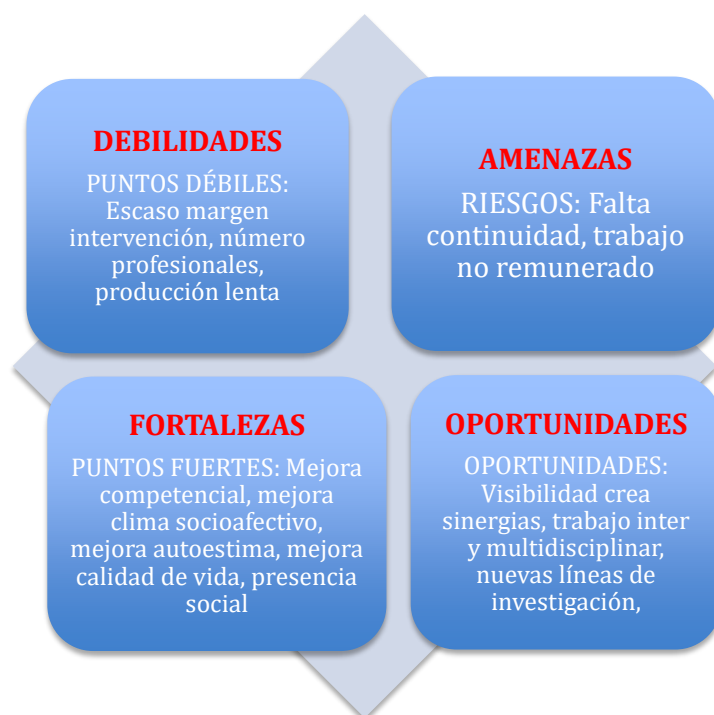 DEBILIDADES
PUNTOS DÉBILES:
Escaso margen
intervención, número
profesionales,
producción lenta
AMENAZAS
RIESGOS: Falta
continuidad, trabajo
no remunerado
FORTALEZAS
PUNTOS FUERTES: Mejora
competencial, mejora
clima socioafectivo,
mejora autoestima, mejora
calidad de vida, presencia
social
OPORTUNIDADES
OPORTUNIDADES:
Visibilidad crea
sinergias, trabajo inter
y multidisciplinar,
nuevas líneas de
investigación,